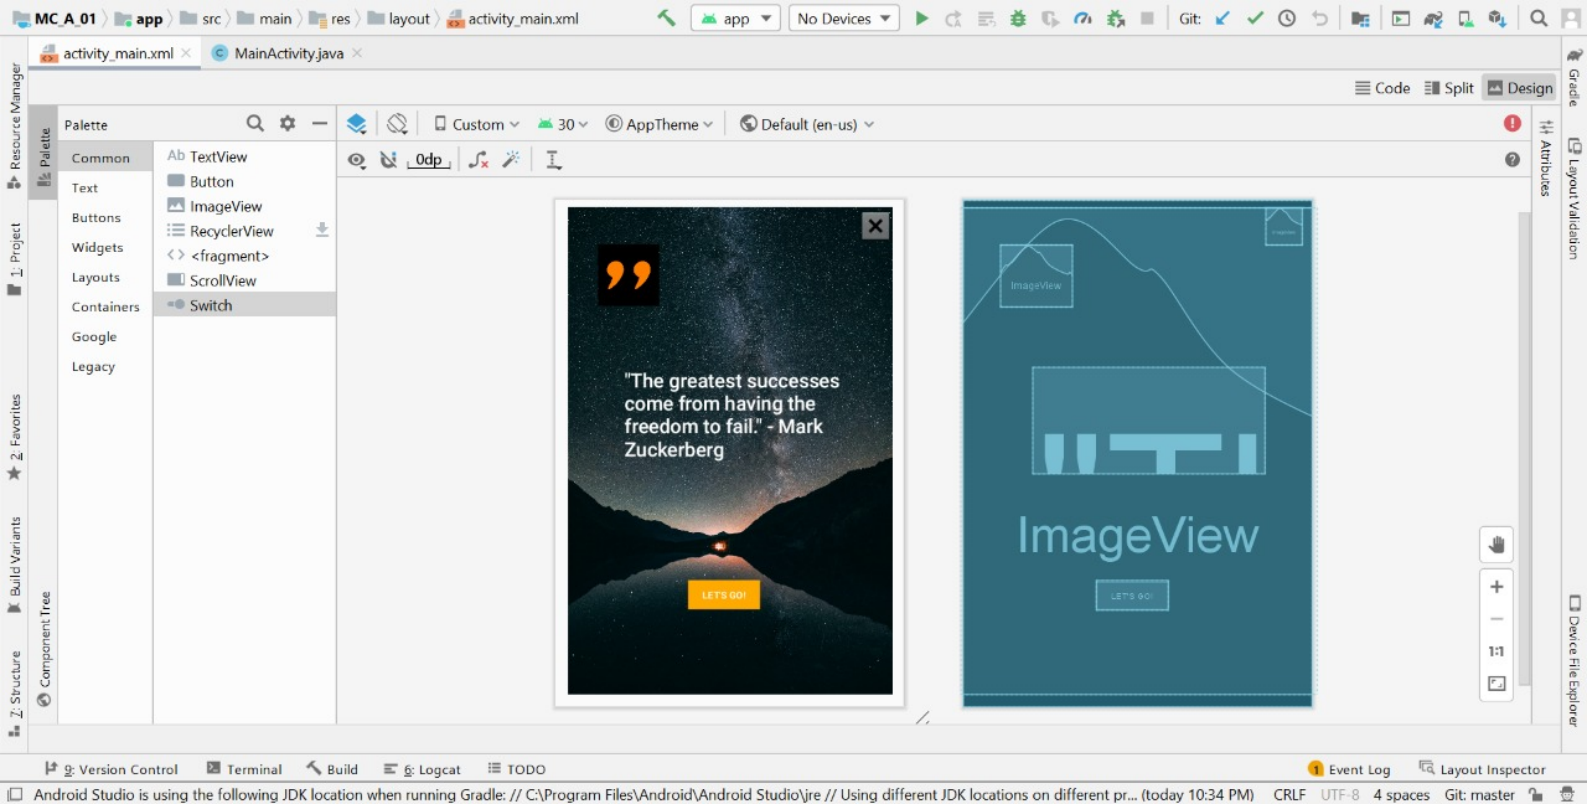 MC_A_01 app src main res layout activity_main.xml app No Devices Git:
activity_main.xml MainActivity.java
Code Split Design
Palette Custom 30 AppTheme Default (en-us)
0dp
Common
Text
Buttons
Widgets
Layouts
Containers
Google
Legacy
Ab TextView
Button
ImageView
RecyclerView
<> <fragment>
ScrollView
Switch
Resource Manager
1: Project
2: Favorites
Build Variants
7: Structure
Palette
Component Tree
"The greatest successes
come from having the
freedom to fail." - Mark
Zuckerberg
LET'S GO!
ImageView
ImageView
ImageView
LET'S GO!
1:1
Attributes
Gradle
Layout Validation
Device File Explorer
9: Version Control Terminal Build 6: Logcat TODO 1 Event Log Layout Inspector
Android Studio is using the following JDK location when running Gradle: // C:\Program Files\Android\Android Studio\jre // Using different JDK locations on different pr... (today 10:34 PM) CRLF UTF-8 4 spaces Git: master